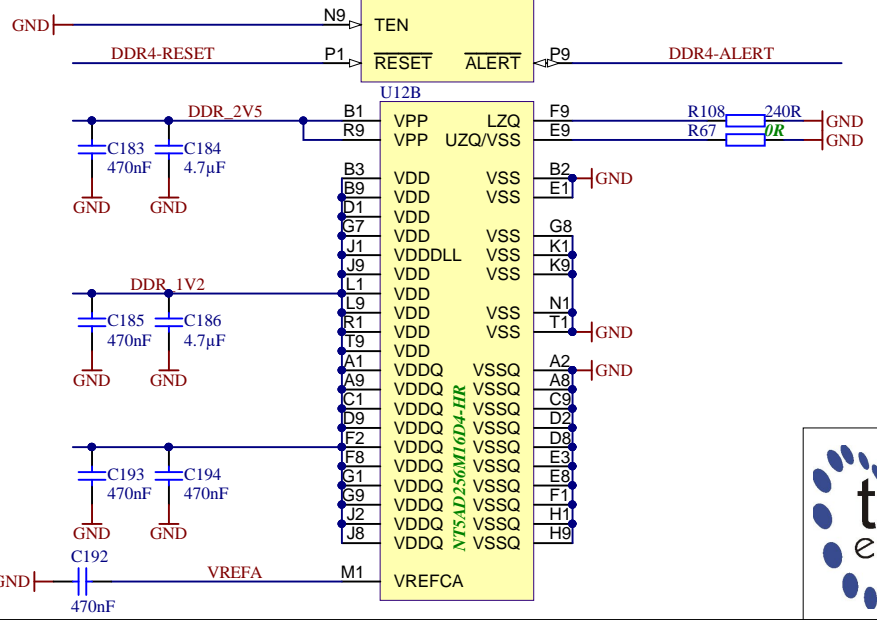 GND N9 TEN
DDR4-RESET P1 RESET ALERT P9 DDR4-ALERT
U12B
DDR_2V5 B1 VPP LZQ F9 R108 240R GND
R9 VPP UZQ/VSS E9 R67 0R GND
C183 470nF GND
C184 4.7µF GND
B3 VDD VSS B2 GND
B9 VDD VSS E1
D1 VDD
G7 VDD VSS G8
J1 VDDDLL VSS K1
J9 VDD VSS K9
DDR_1V2 L1 VDD
L9 VDD VSS N1
R1 VDD VSS T1 GND
C185 470nF GND
C186 4.7µF GND
T9 VDD
A1 VDDQ VSSQ A2 GND
A9 VDDQ VSSQ A8
C1 VDDQ VSSQ C9
D9 VDDQ VSSQ D2
F2 VDDQ VSSQ D8
F8 VDDQ VSSQ E3
G1 VDDQ VSSQ E8
G9 VDDQ VSSQ F1
J2 VDDQ VSSQ H1
J8 VDDQ VSSQ H9
NT5AD256M16D4-HR
C193 470nF GND
C194 470nF GND
C192
GND VREFA M1 VREFCA
470nF